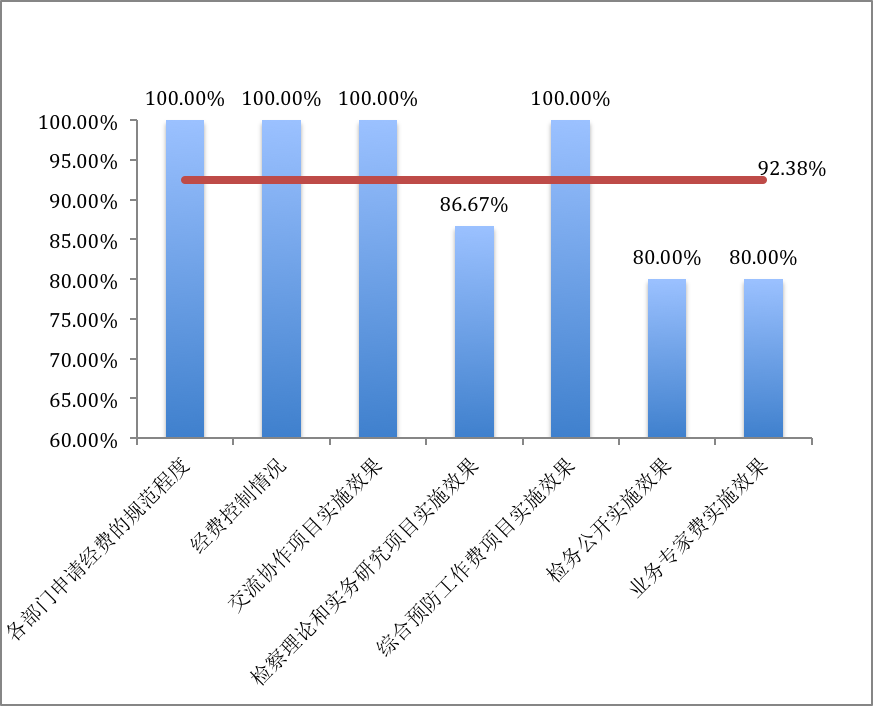 100.00%
100.00%
100.00%
86.67%
100.00%
80.00%
80.00%
92.38%
100.00%
95.00%
90.00%
85.00%
80.00%
75.00%
70.00%
65.00%
60.00%
各部门申请经费的规范程度
经费控制情况
交流协作项目实施效果
检察理论和实务研究项目实施效果
综合预防工作费项目实施效果
检务公开实施效果
业务专家费实施效果